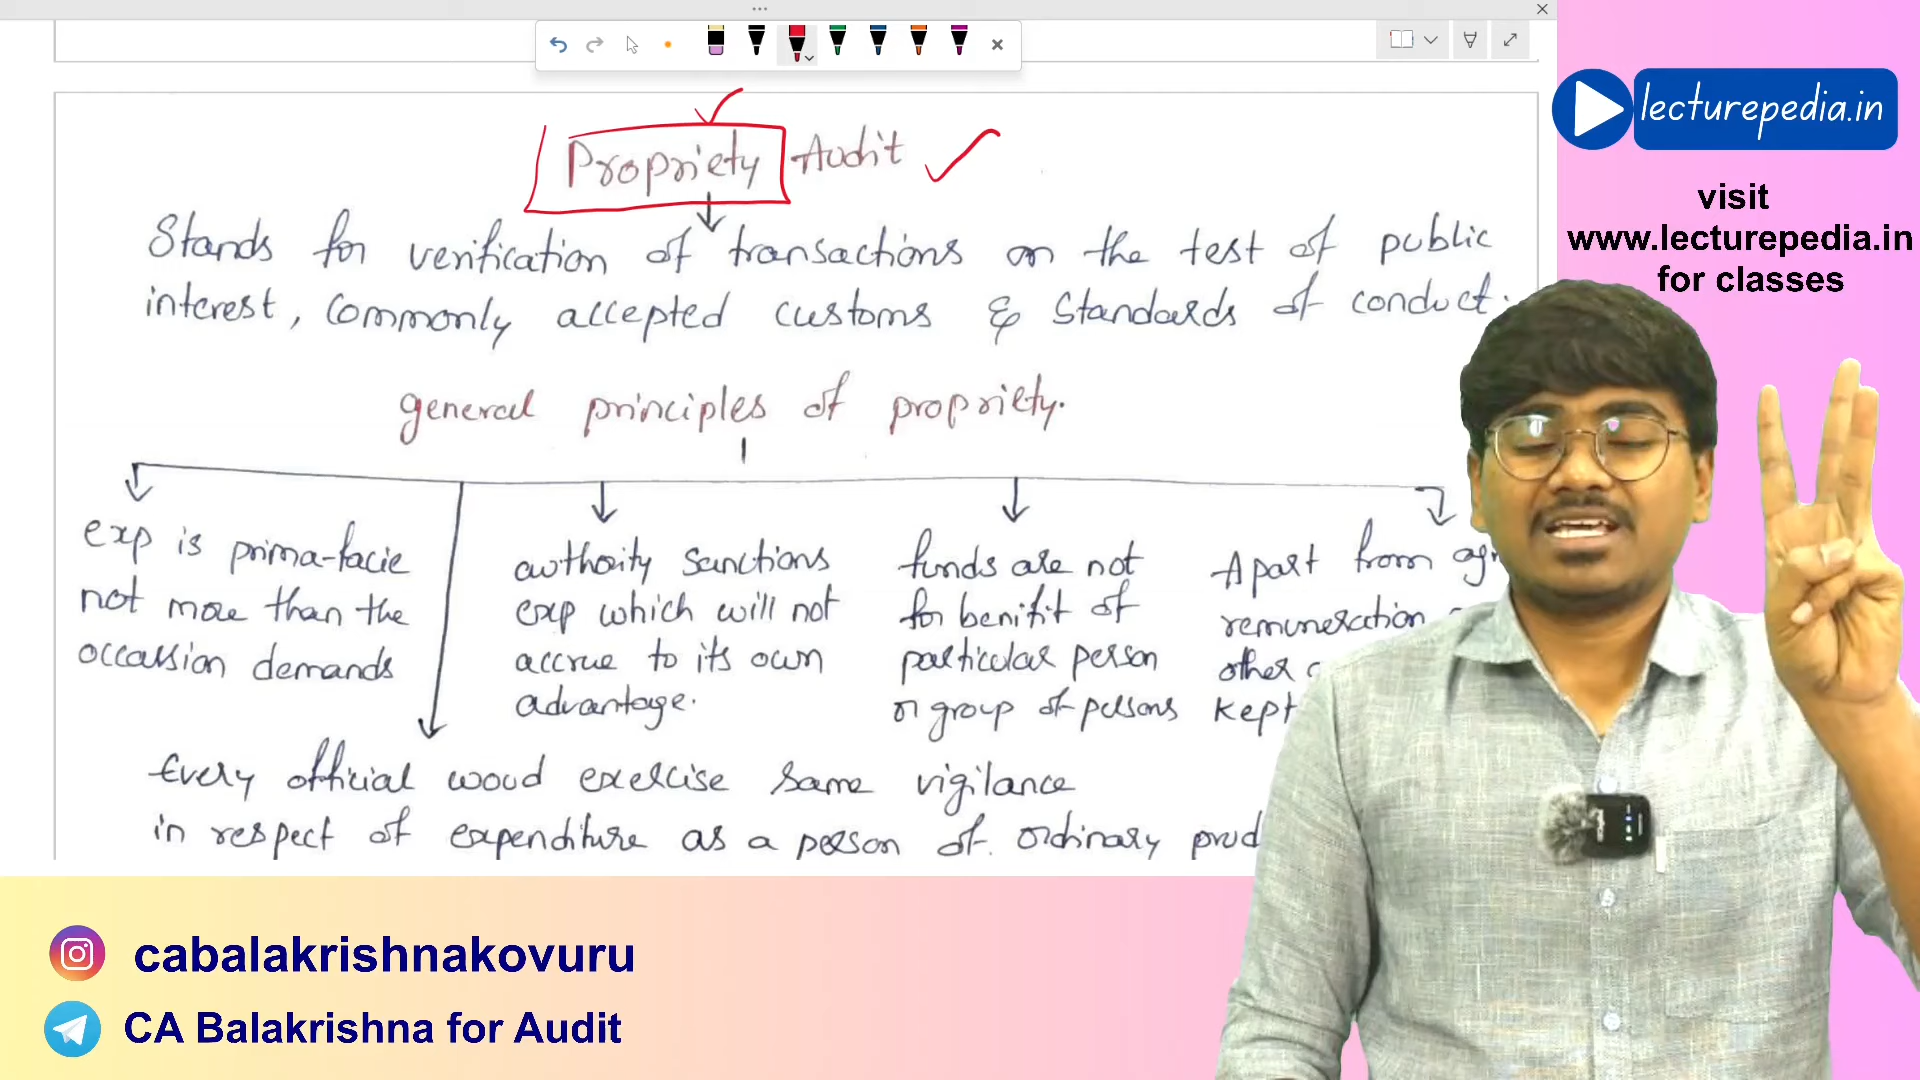 Propriety Audit
Stands for verification of transactions on the test of public
interest, commonly accepted customs & standards of conduct.
general principles of propriety.
exp is prima-facie
not more than the
occassion demands
authority sanctions
exp which will not
accrue to its own
advantage.
funds are not
for benifit of
particular person
or group of persons
Apart from
remuneration
other
kept
Every official woud exercise same vigilance
in respect of expenditure as a person of ordinary
lecturepedia.in
visit
www.lecturepedia.in
for classes
cabalakrishnakovuru
CA Balakrishna for Audit